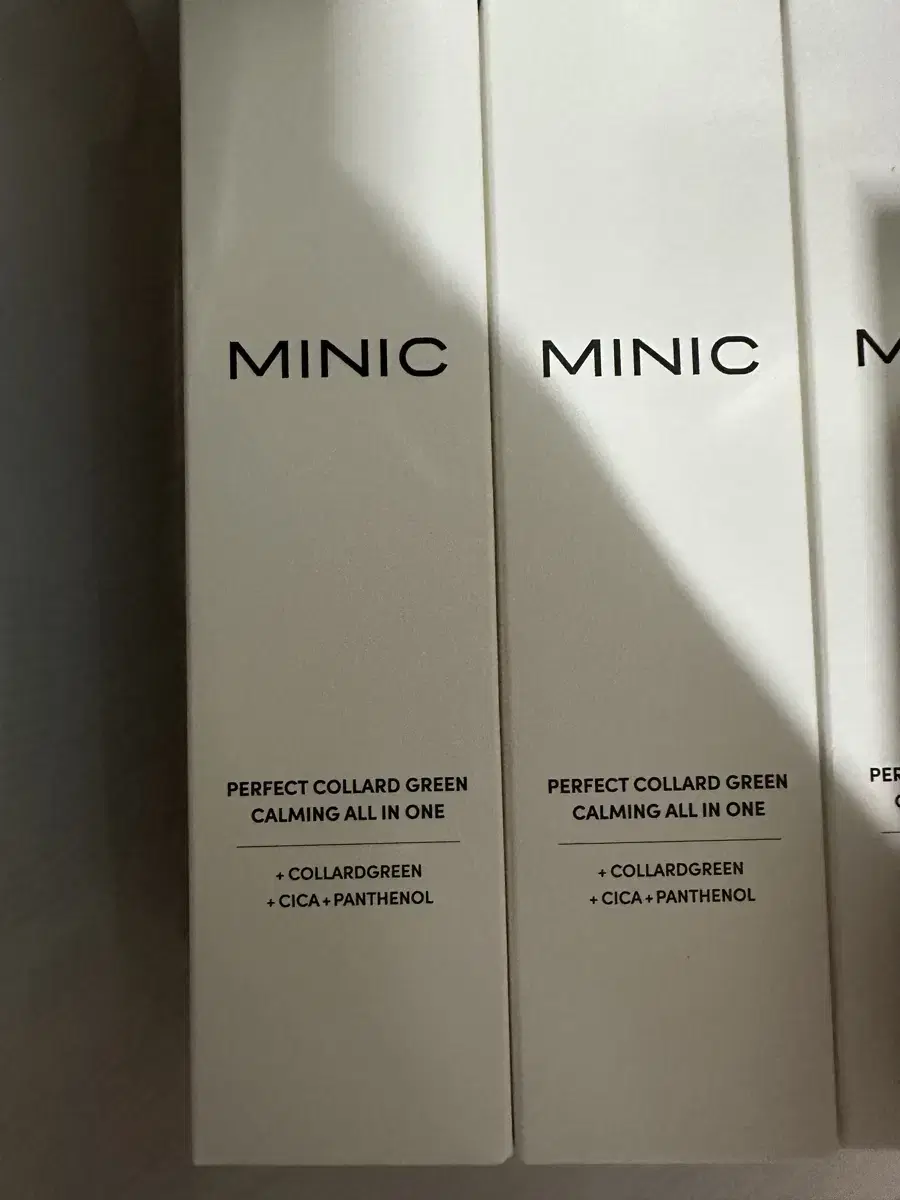 MINIC
PERFECT COLLARD GREEN
CALMING ALL IN ONE
+ COLLARDGREEN
+ CICA + PANTHENOL
MINIC
PERFECT COLLARD GREEN
CALMING ALL IN ONE
+ COLLARDGREEN
+ CICA + PANTHENOL